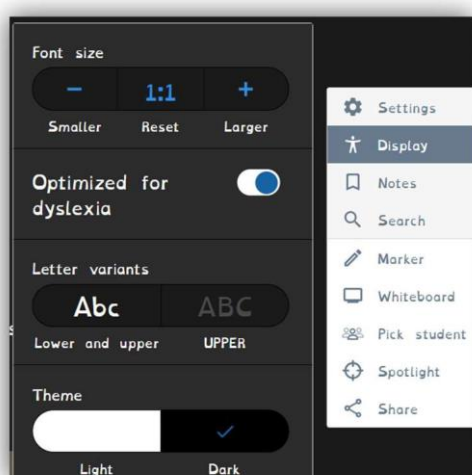 Font size
− 1:1 +
Smaller Reset Larger
Optimized for
dyslexia
Letter variants
Abc ABC
Lower and upper UPPER
Theme
Light Dark
Settings
Display
Notes
Search
Marker
Whiteboard
Pick student
Spotlight
Share